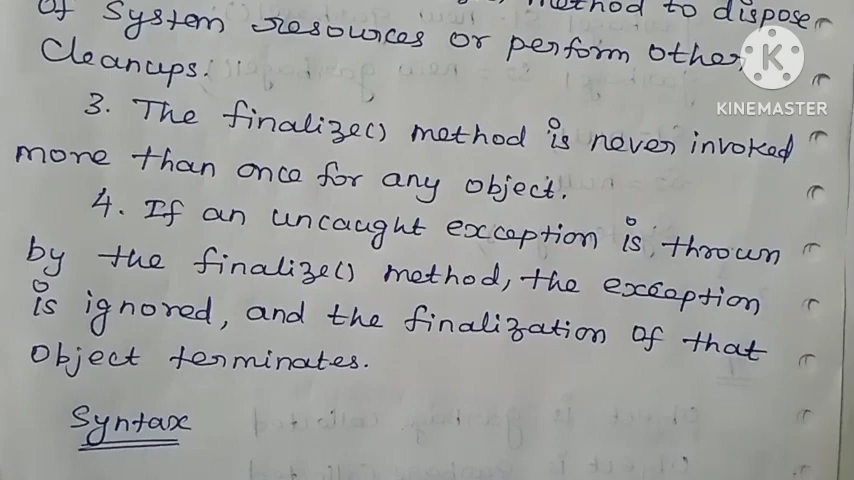 method to dispose
of system resources or perform other
cleanups.
3. The finalize() method is never invoked
more than once for any object.
4. If an uncaught exception is thrown
by the finalize() method, the exception
is ignored, and the finalization of that
object terminates.
Syntax
K
KINEMASTER